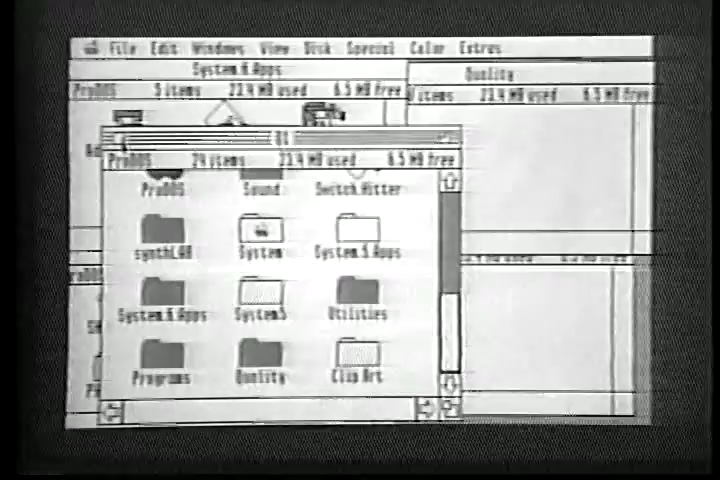 File Edit Windows View Disk Special Color Extras
System.6.Apps
Quality
ProDOS 5 items 23.4 MB used 6.5 MB free
items 23.4 MB used 6.5 MB free
ProDOS 24 items 23.4 MB used 6.5 MB free
ProDOS Sound Switch.Hitter
synthLAB System System.5.Apps
System.6.Apps System5 Utilities
Programs Quality Clip.Art